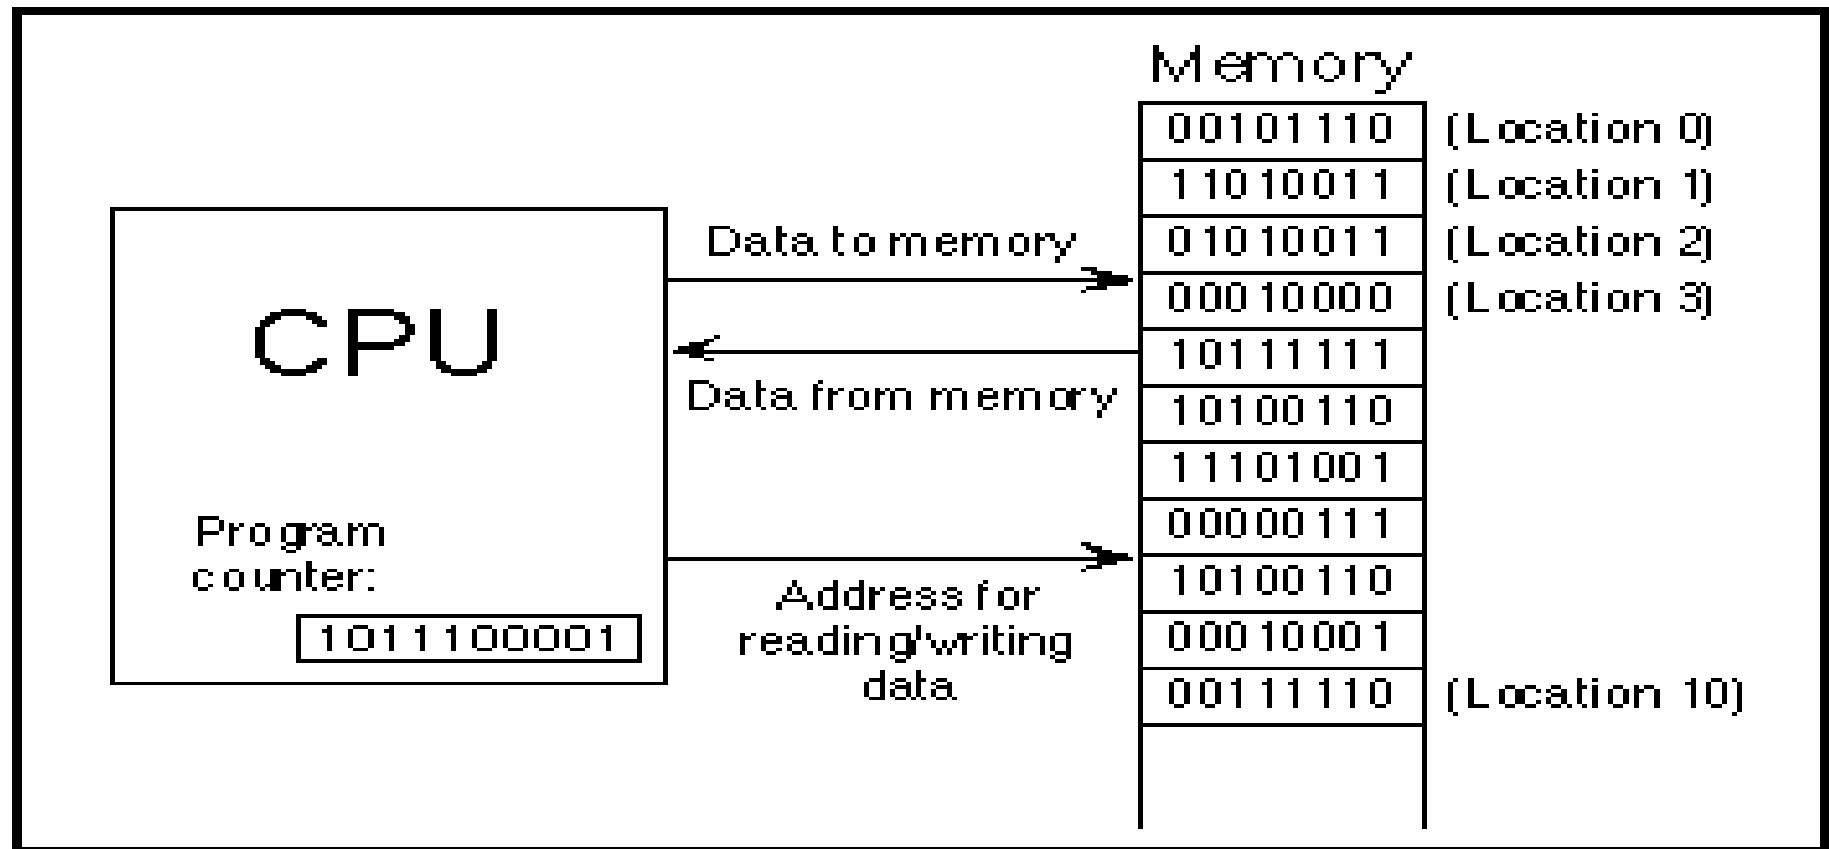 Memory
00101110 (Location 0)
11010011 (Location 1)
01010011 (Location 2)
00010000 (Location 3)
10111111
10100110
11101001
00000111
10100110
00010001
00111110 (Location 10)
CPU
Program
counter:
1011100001
Data to memory
Data from memory
Address for
reading/writing
data